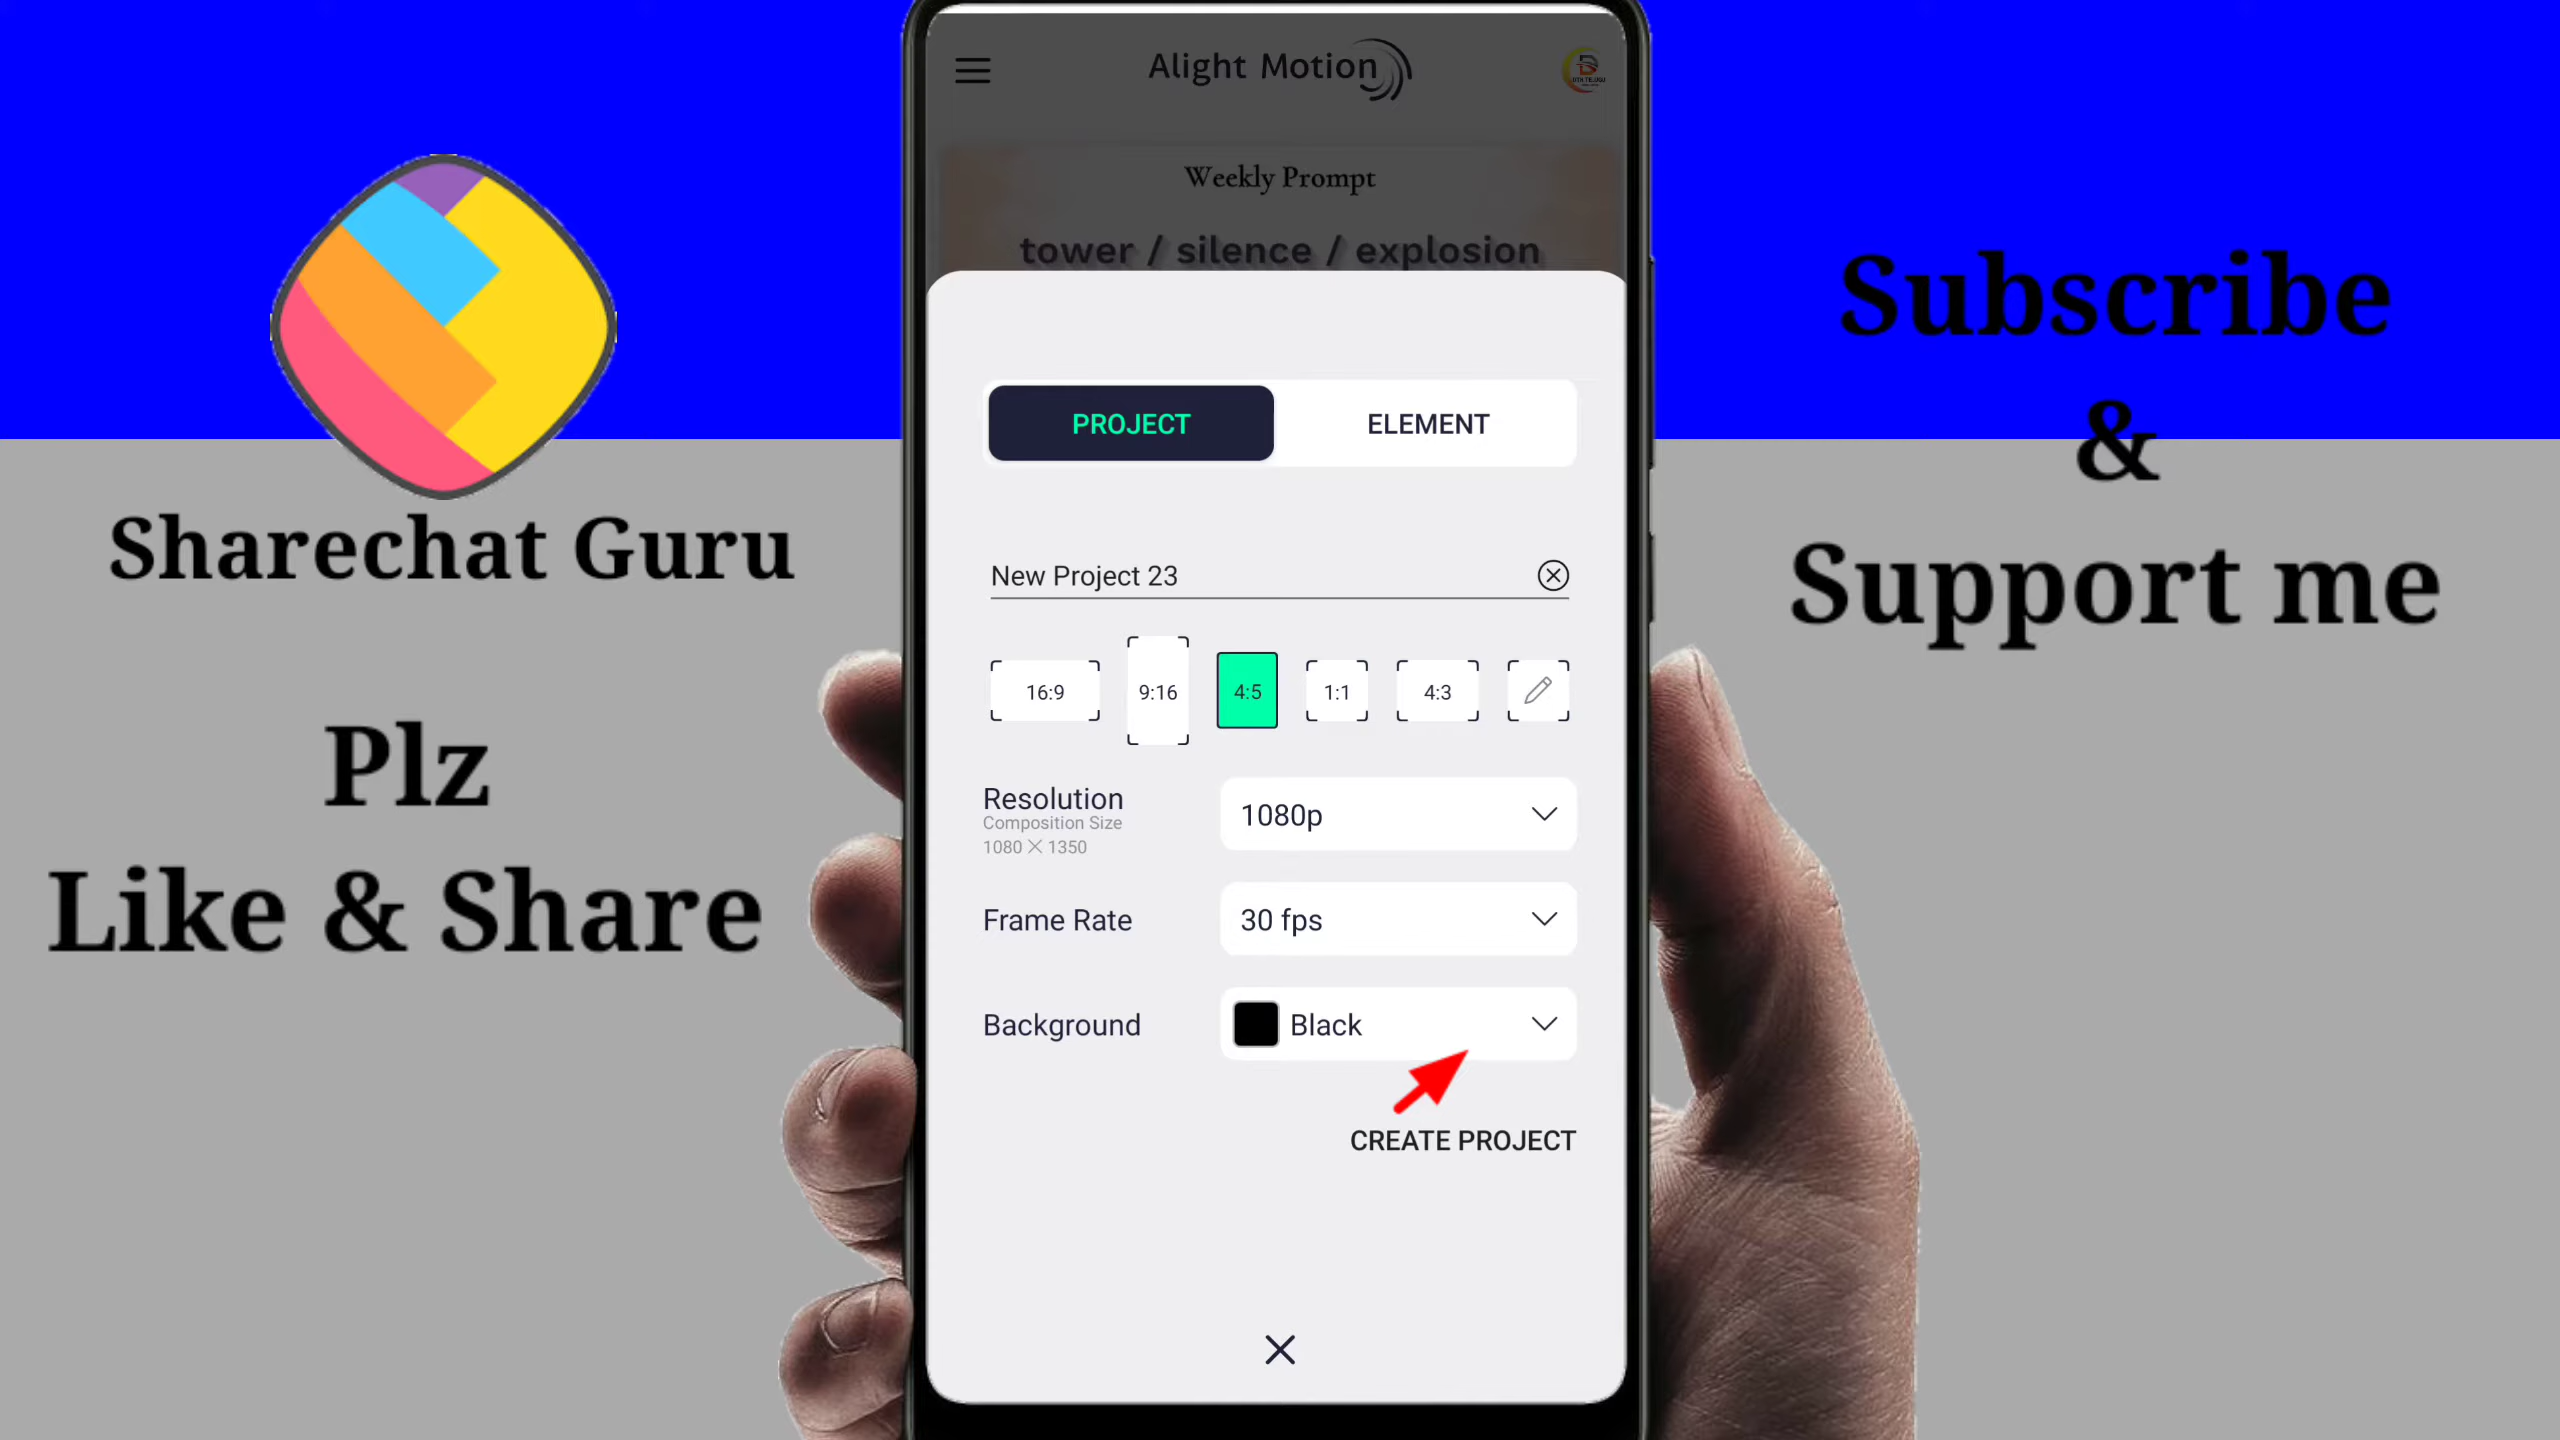 Alight Motion
Weekly Prompt
tower / silence / explosion
PROJECT
ELEMENT
New Project 23
16:9
9:16
4:5
1:1
4:3
Resolution
Composition Size
1080 X 1350
1080p
Frame Rate
30 fps
Background
Black
CREATE PROJECT
Sharechat Guru
Plz
Like & Share
Subscribe
&
Support me